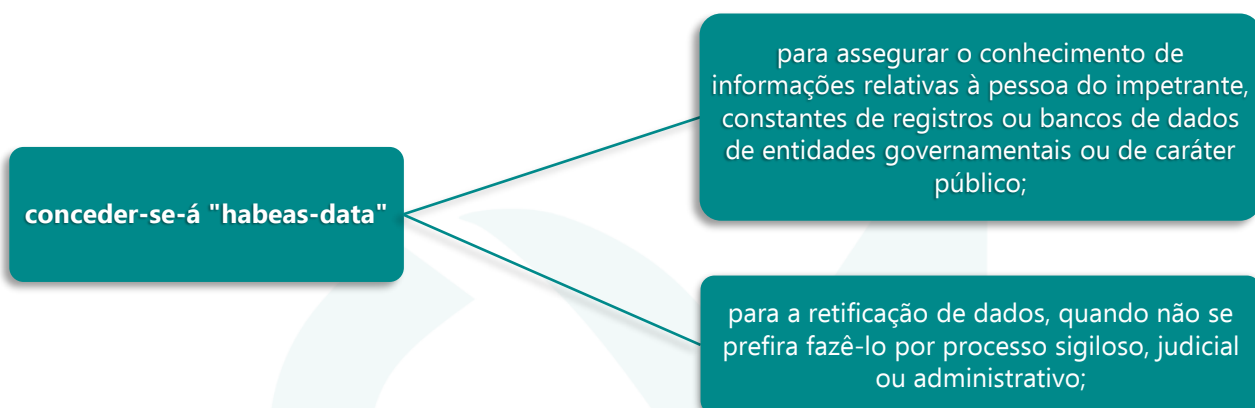 conceder-se-á "habeas-data"
para assegurar o conhecimento de
informações relativas à pessoa do impetrante,
constantes de registros ou bancos de dados
de entidades governamentais ou de caráter
público;
para a retificação de dados, quando não se
prefira fazê-lo por processo sigiloso, judicial
ou administrativo;